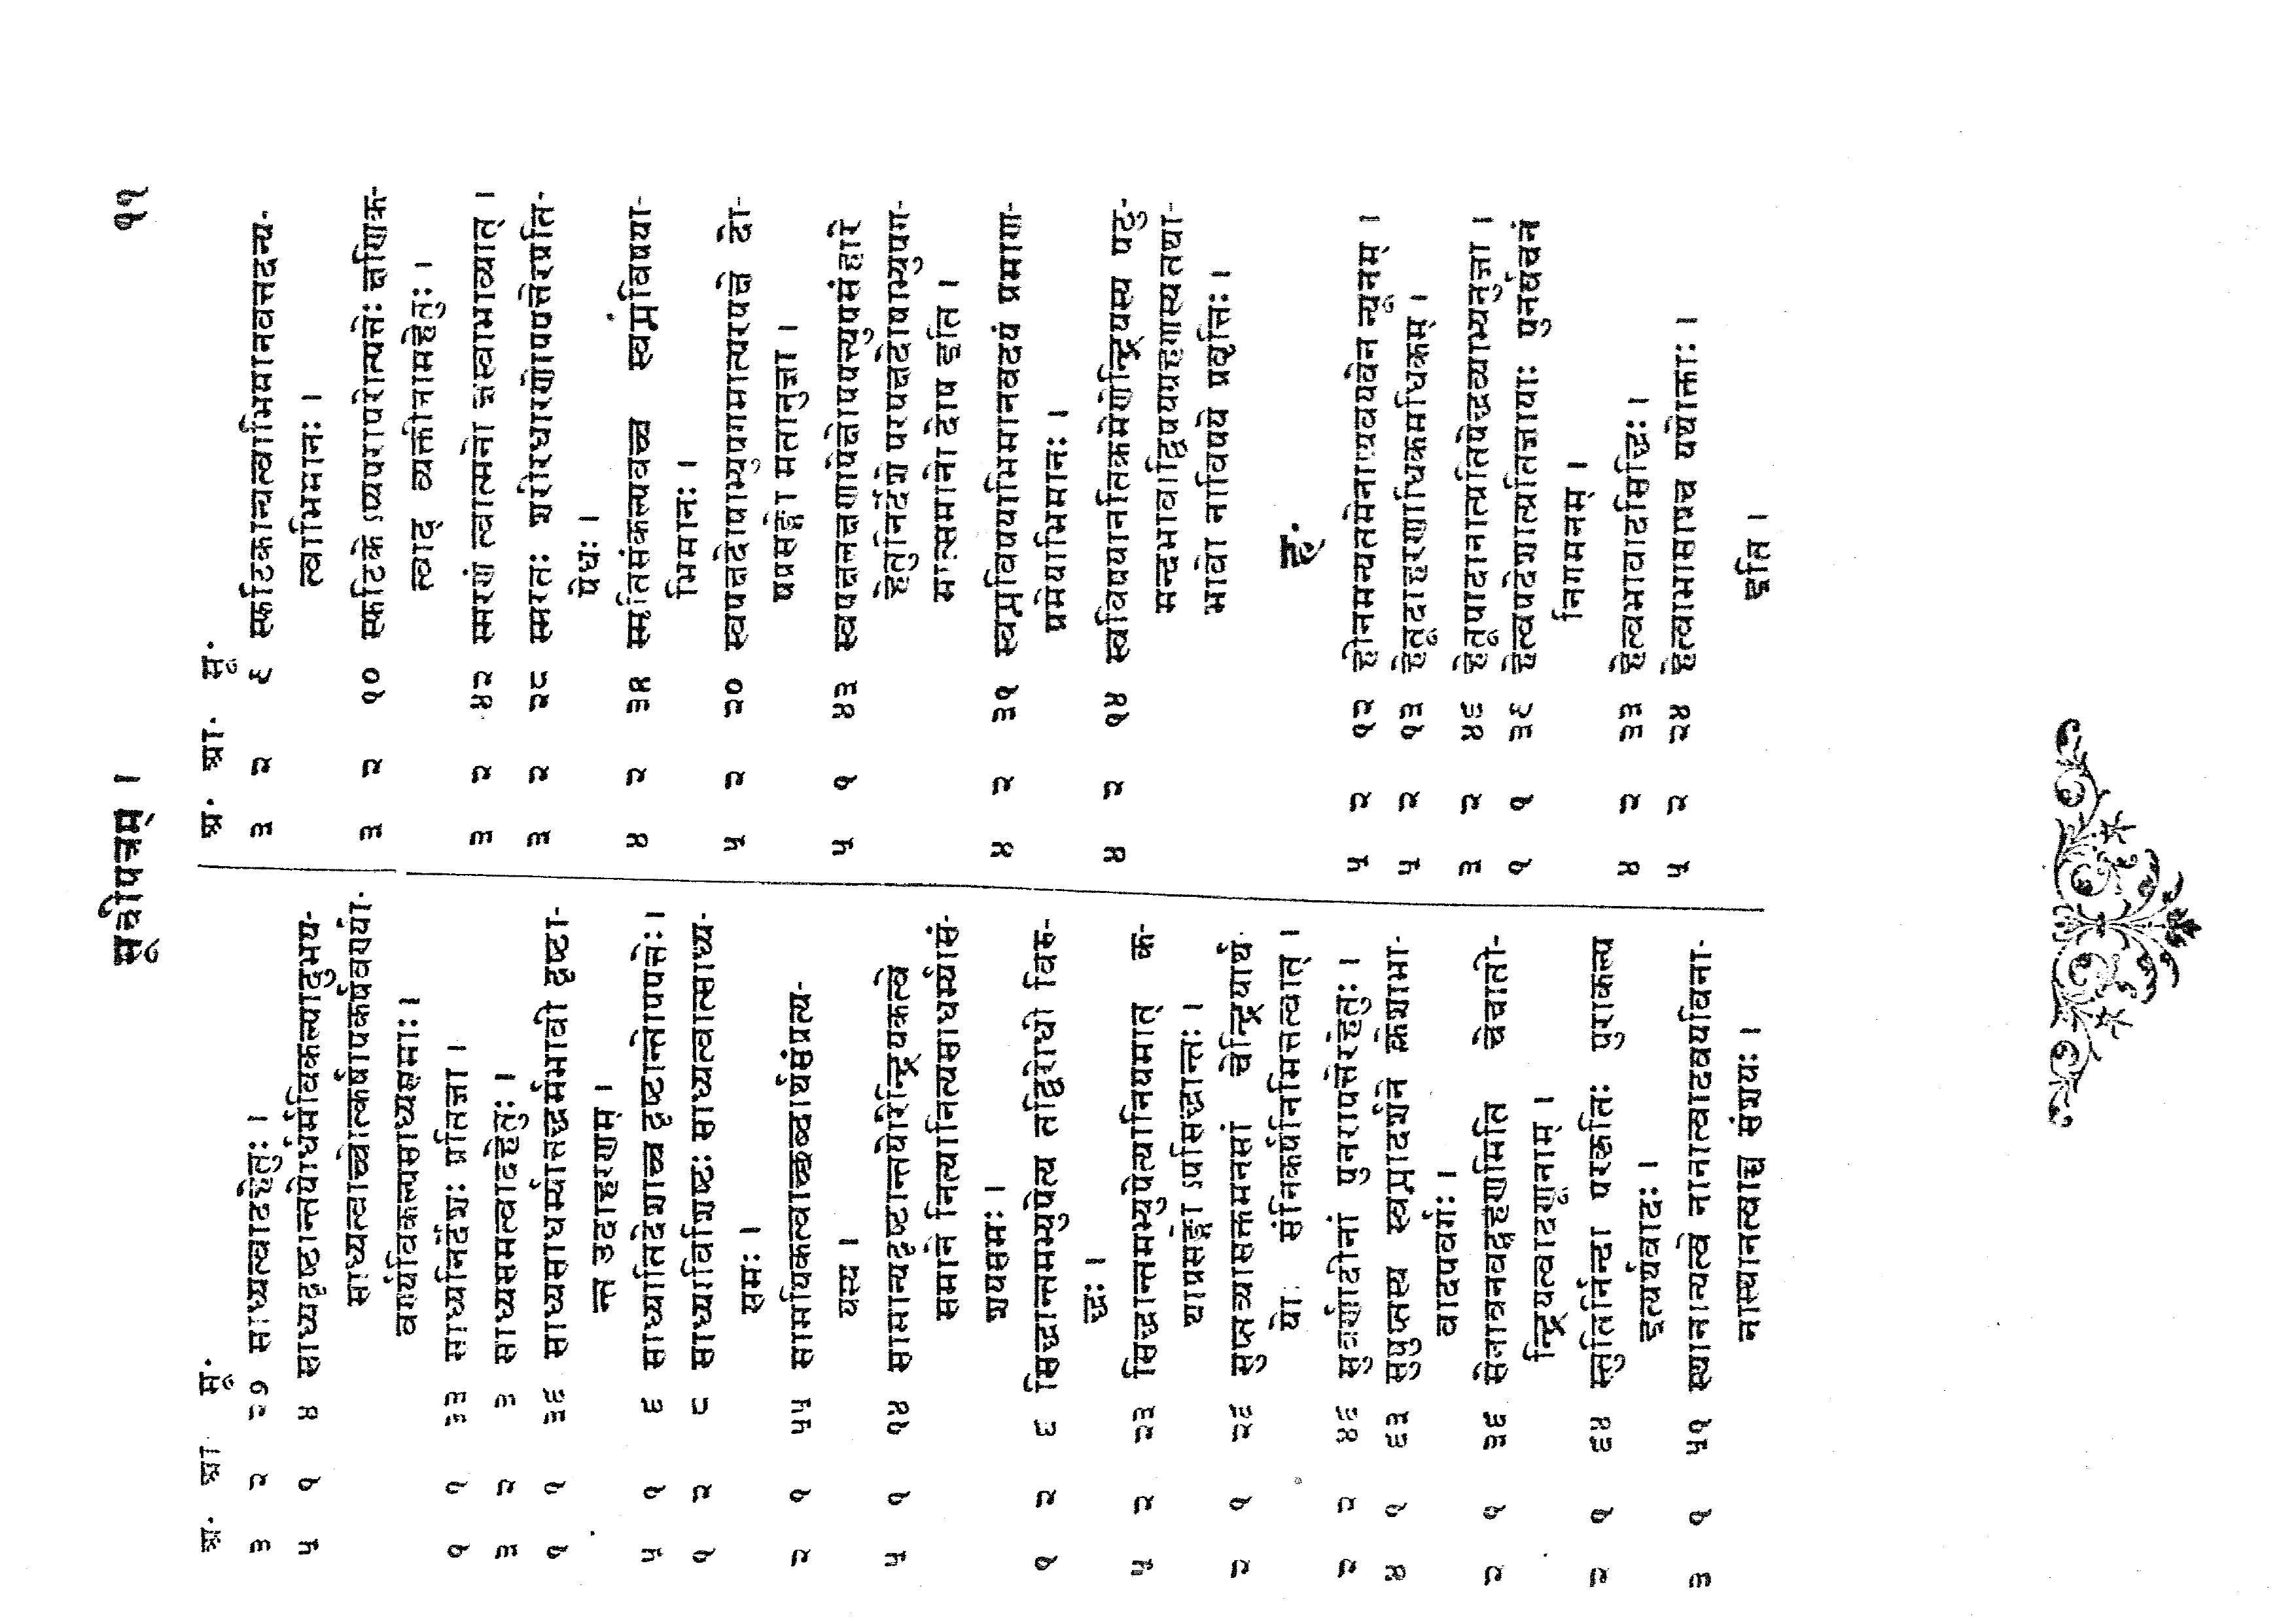 सूचीपत्रम् ।
११
अ. आ. सू.
३ २ २७ साध्यत्वादहेतुः ।
५ १ ४ साध्यदृष्टान्तयोर्धर्मविकल्पादुभय-
साध्यत्वाच्चोत्कर्षापकर्षवर्ण्या-
वर्ण्यविकल्पसाध्यसमाः ।
१ १ ३३ साध्यनिर्देशः प्रतिज्ञा ।
३ २ ३ साध्यसमत्वादहेतुः ।
१ १ ३६ साध्यसाधर्म्यात्तद्धर्मभावी दृष्टा-
न्त उदाहरणम् ।
५ १ ६ साध्यातिदेशाच्च दृष्टान्तोपपत्तेः ।
१ २ ८ साध्याविशिष्टः साध्यत्वात्साध्य-
समः ।
२ १ ५५ सामयिकत्वाच्छब्दार्थसंप्रत्य-
यस्य ।
५ १ १४ सामान्यदृष्टान्तयोरैन्द्रियकत्वे
समाने नित्यानित्यसाधर्म्यासं-
शयसमः ।
१ २ ६ सिद्धान्तमभ्युपेत्य तद्विरोधी विरु-
द्धः ।
५ २ २३ सिद्धान्तमभ्युपेत्यानियमात् क-
थाप्रसङ्गो ऽपसिद्धान्तः ।
२ १ २६ सुप्तव्यासक्तमनसां चेन्द्रियार्थ-
योः संनिकर्षनिमित्तत्वात् ।
२ २ ४६ सुवर्णादीनां पुनरापत्तेरहेतुः ।
४ १ ६३ सुषुप्तस्य स्वप्नादर्शने क्लेशाभा-
वादपवर्गः ।
२ १ ३६ सेनावनवद्ग्रहणमिति चेन्नाती-
न्द्रियत्वादणूनाम् ।
२ १ ६४ स्तुतिर्निन्दा परकृतिः पुराकल्प
इत्यर्थवादः ।
३ १ ५१ स्थानान्यत्वे नानात्वादवयविना-
नास्थानत्वाच्च संशयः ।
अ. आ. सू.
३ २ ९ स्फटिकान्यत्वाभिमानवत्तदन्य-
त्वाभिमानः ।
३ २ १० स्फटिके ऽप्यपरापरोत्पत्तेः क्षणिक-
त्वाद् व्यक्तीनामहेतुः ।
३ २ ४२ स्मरणं त्वात्मनो ज्ञस्वाभाव्यात् ।
३ २ २८ स्मरतः शरीरधारणोपपत्तेरप्रति-
षेधः ।
४ २ ३४ स्मृतिसंकल्पवच्च स्वप्नविषया-
भिमानः ।
५ २ २० स्वपक्षदोषाभ्युपगमात्परपक्षे दो-
षप्रसङ्गो मतानुज्ञा ।
५ १ ४३ स्वपक्षलक्षणापेक्षोपपत्त्युपसंहारे
हेतुनिर्देशे परपक्षदोषाभ्युपग-
मात्समानो दोष इति ।
४ २ ३१ स्वप्नविषयाभिमानवदयं प्रमाण-
प्रमेयाभिमानः ।
४ २ १४ स्वविषयानतिक्रमेणेन्द्रियस्य पटु-
मन्दभावाद्विषयग्रहणस्य तथा-
भावो नाविषये प्रवृत्तिः ।
ह.
५ २ १२ हीनमन्यतमेनाप्यवयवेन न्यूनम् ।
५ २ १३ हेतूदाहरणाधिकमधिकम् ।
३ २ ४६ हेतूपादानात्प्रतिषेद्धव्याभ्यनुज्ञा ।
१ १ ३९ हेत्वपदेशात्प्रतिज्ञायाः पुनर्वचनं
निगमनम् ।
४ २ ३३ हेत्वभावादसिद्धिः ।
५ २ २४ हेत्वाभासाश्च यथोक्ताः ।
इति ।